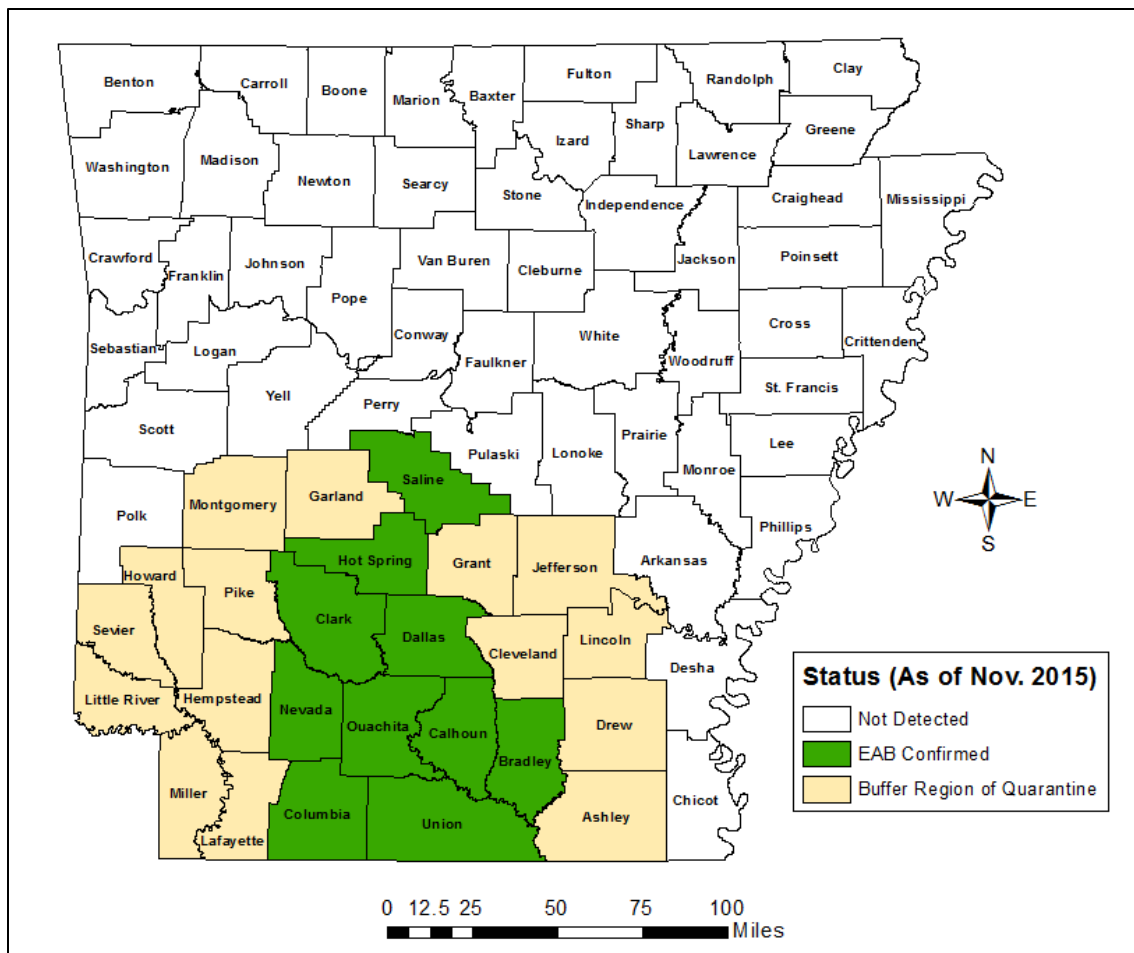 Benton
Carroll
Boone
Marion
Baxter
Fulton
Randolph
Clay
Sharp
Greene
Izard
Lawrence
Washington
Madison
Newton
Searcy
Stone
Independence
Craighead
Mississippi
Crawford
Franklin
Johnson
Van Buren
Cleburne
Jackson
Poinsett
Pope
Conway
White
Cross
Crittenden
Sebastian
Logan
Faulkner
Woodruff
Yell
Perry
St. Francis
Scott
Pulaski
Lonoke
Prairie
Lee
Monroe
Saline
Montgomery
Garland
Polk
Phillips
Hot Spring
Grant
Jefferson
Arkansas
Howard
Pike
Clark
Sevier
Dallas
Cleveland
Lincoln
Desha
Little River
Hempstead
Nevada
Ouachita
Calhoun
Drew
Bradley
Miller
Columbia
Union
Ashley
Chicot
Lafayette
N
W
E
S
Status (As of Nov. 2015)
Not Detected
EAB Confirmed
Buffer Region of Quarantine
0 12.5 25 50 75 100
Miles